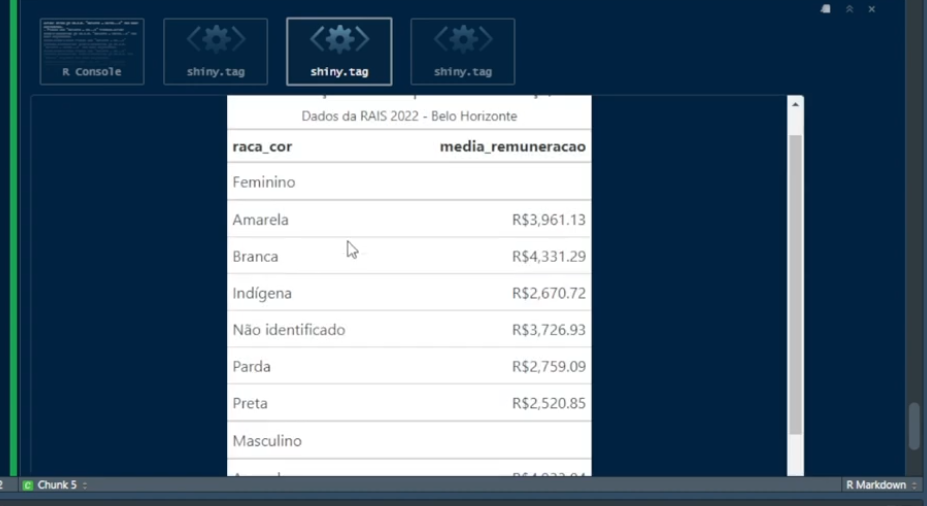 R Console
shiny.tag
shiny.tag
shiny.tag
Dados da RAIS 2022 - Belo Horizonte
raca_cor media_remuneracao
Feminino
Amarela R$3,961.13
Branca R$4,331.29
Indígena R$2,670.72
Não identificado R$3,726.93
Parda R$2,759.09
Preta R$2,520.85
Masculino
2 Chunk 5 R Markdown